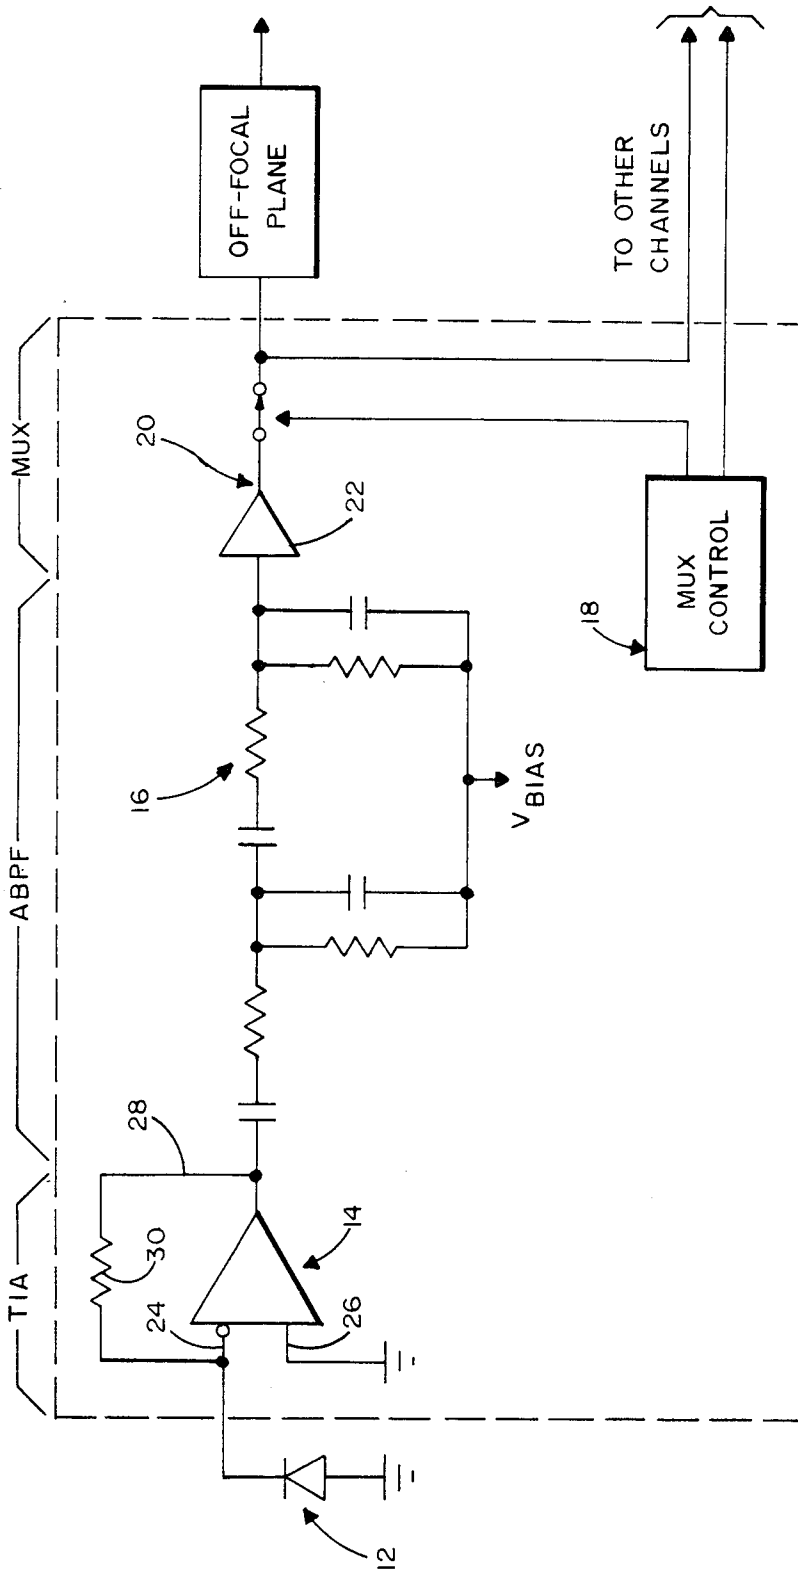 TIA
ABPF
MUX
30
28
24
26
14
12
16
20
22
V BIAS
18
MUX
CONTROL
OFF-FOCAL
PLANE
TO OTHER
CHANNELS